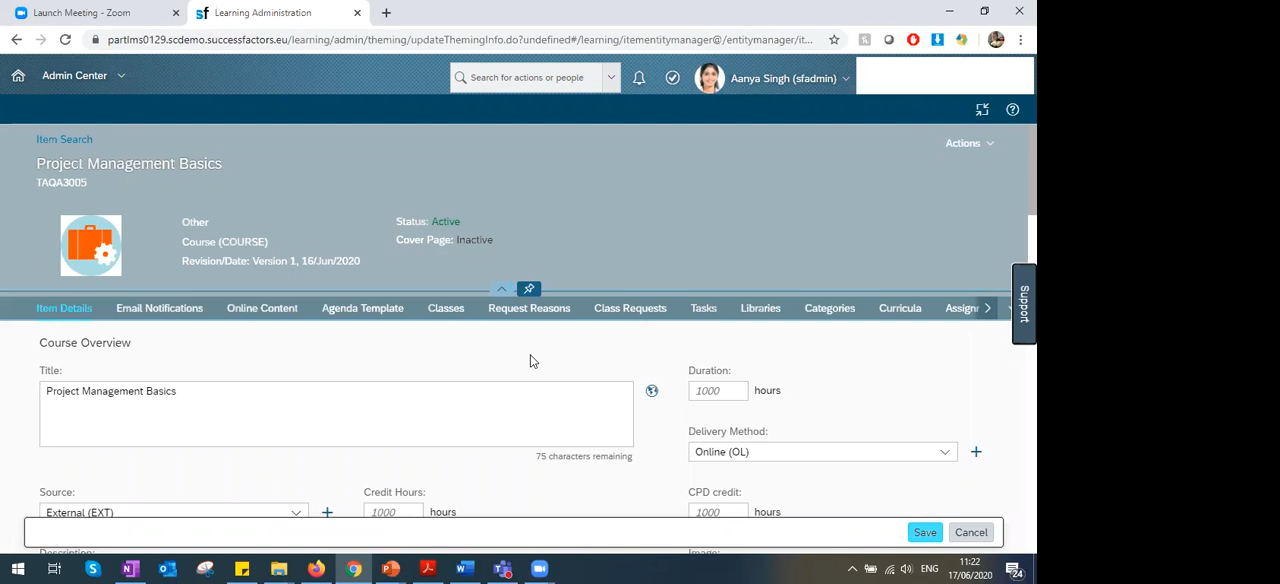 Launch Meeting - Zoom
sf Learning Administration
partlms0129.scdemo.successfactors.eu/learning/admin/theming/updateThemingInfo.do?undefined#/learning/itementitymanager@/entitymanager/it...
Admin Center
Search for actions or people
Aanya Singh (sfadmin)
Item Search
Actions
Project Management Basics
TAQA3005
Other
Status: Active
Course (COURSE)
Cover Page: Inactive
Revision/Date: Version 1, 16/Jun/2020
Support
Item Details Email Notifications Online Content Agenda Template Classes Request Reasons Class Requests Tasks Libraries Categories Curricula Assign
Course Overview
Title:
Duration:
Project Management Basics
1000 hours
Delivery Method:
Online (OL)
75 characters remaining
Source:
Credit Hours:
CPD credit:
External (EXT)
1000 hours
1000 hours
Save Cancel
Description:
Image:
11:22
ENG
17/06/2020
24